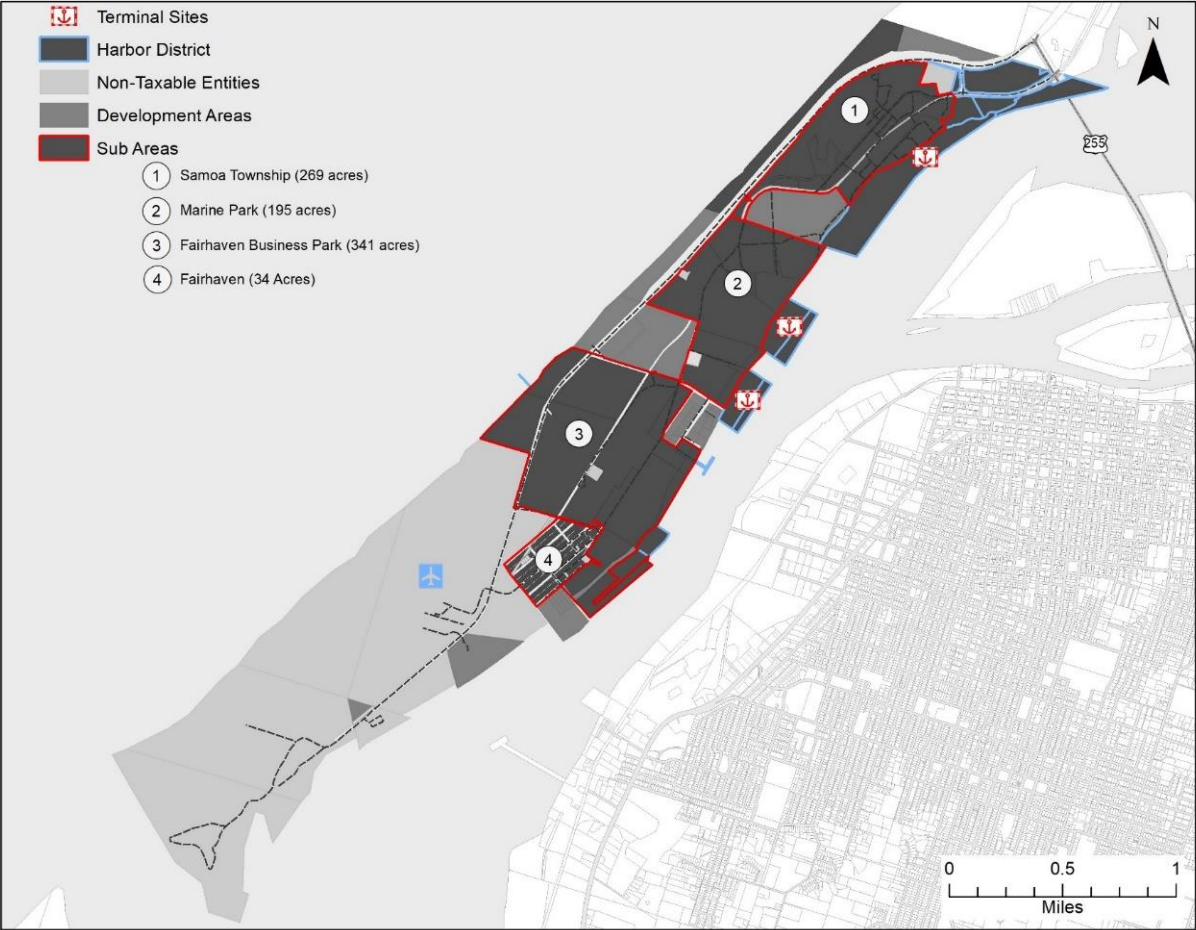 Terminal Sites
Harbor District
Non-Taxable Entities
Development Areas
Sub Areas
1 Samoa Township (269 acres)
2 Marine Park (195 acres)
3 Fairhaven Business Park (341 acres)
4 Fairhaven (34 Acres)
N
1
255
2
3
4
0 0.5 1
Miles